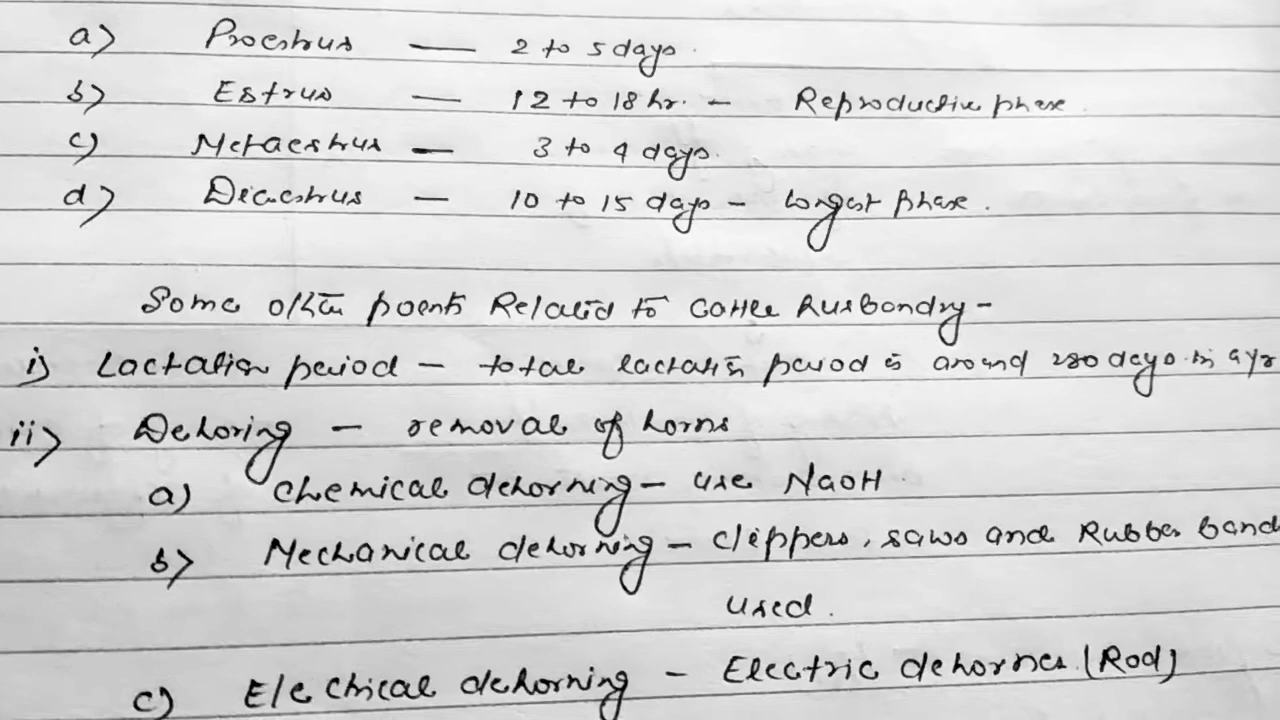 a) Proestrus — 2 to 5 days.
b) Estrus — 12 to 18 hr. - Reproductive phase.
c) Metaestrus — 3 to 4 days.
d) Diaestrus — 10 to 15 days - longest phase.
Some other points Related to Cattle Husbandry -
i) Lactation period - total lactation period is around 280 days in a yr
ii) Dehoring - removal of horns
a) Chemical dehorning - use NaOH.
b) Mechanical dehorning - clippers, saws and Rubber band
used.
c) Electrical dehorning - Electric dehorner (Rod)